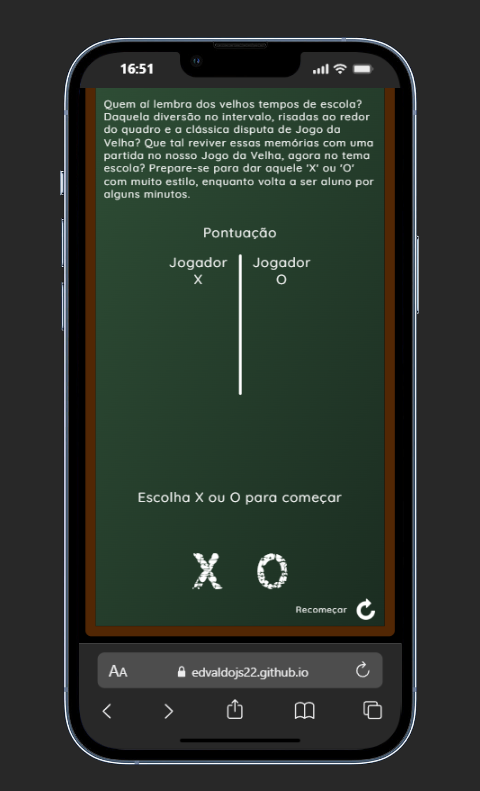 16:51
Quem aí lembra dos velhos tempos de escola?
Daquela diversão no intervalo, risadas ao redor
do quadro e a clássica disputa de Jogo da
Velha? Que tal reviver essas memórias com uma
partida no nosso Jogo da Velha, agora no tema
escola? Prepare-se para dar aquele 'X' ou 'O'
com muito estilo, enquanto volta a ser aluno por
alguns minutos.
Pontuação
Jogador Jogador
X O
Escolha X ou O para começar
X O
Recomeçar
AA edvaldojs22.github.io